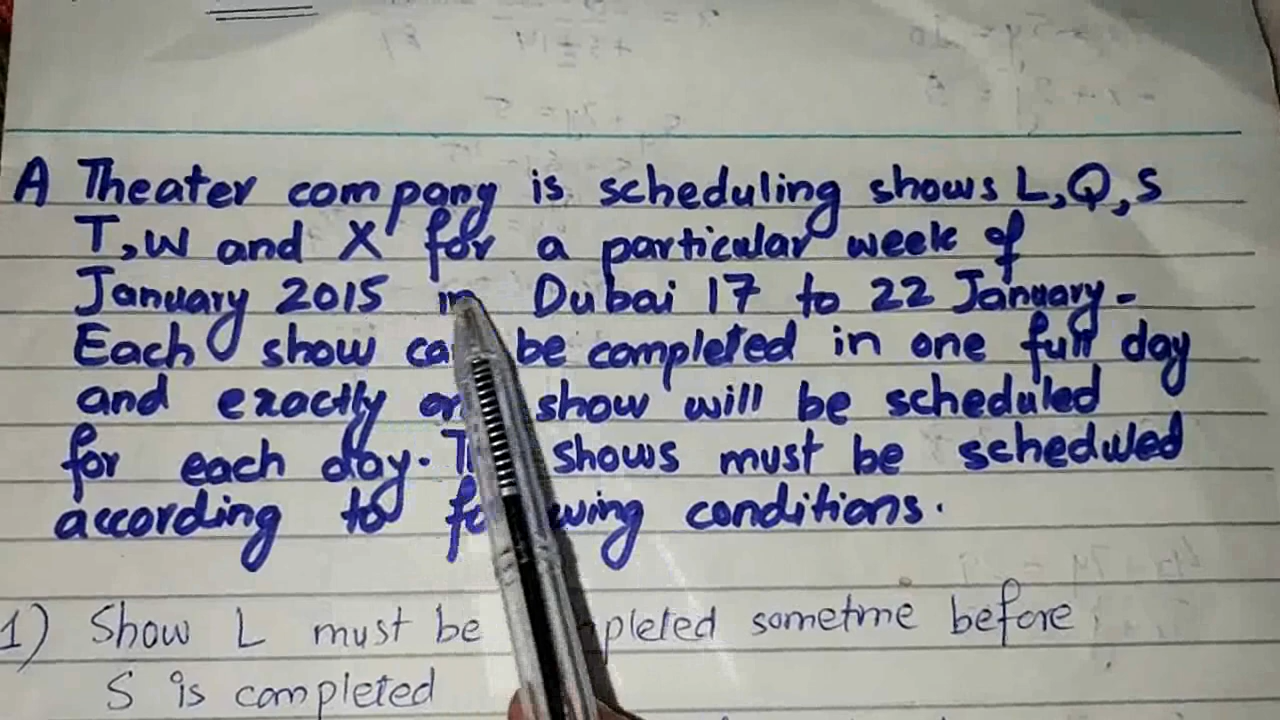 A Theater company is scheduling shows L, Q, S
T, W and X for a particular week of
January 2015 in Dubai 17 to 22 January.
Each show ca be completed in one full day
and exactly show will be scheduled
for each day. shows must be scheduled
according to conditions.
1) Show L must be sometime before
S is completed